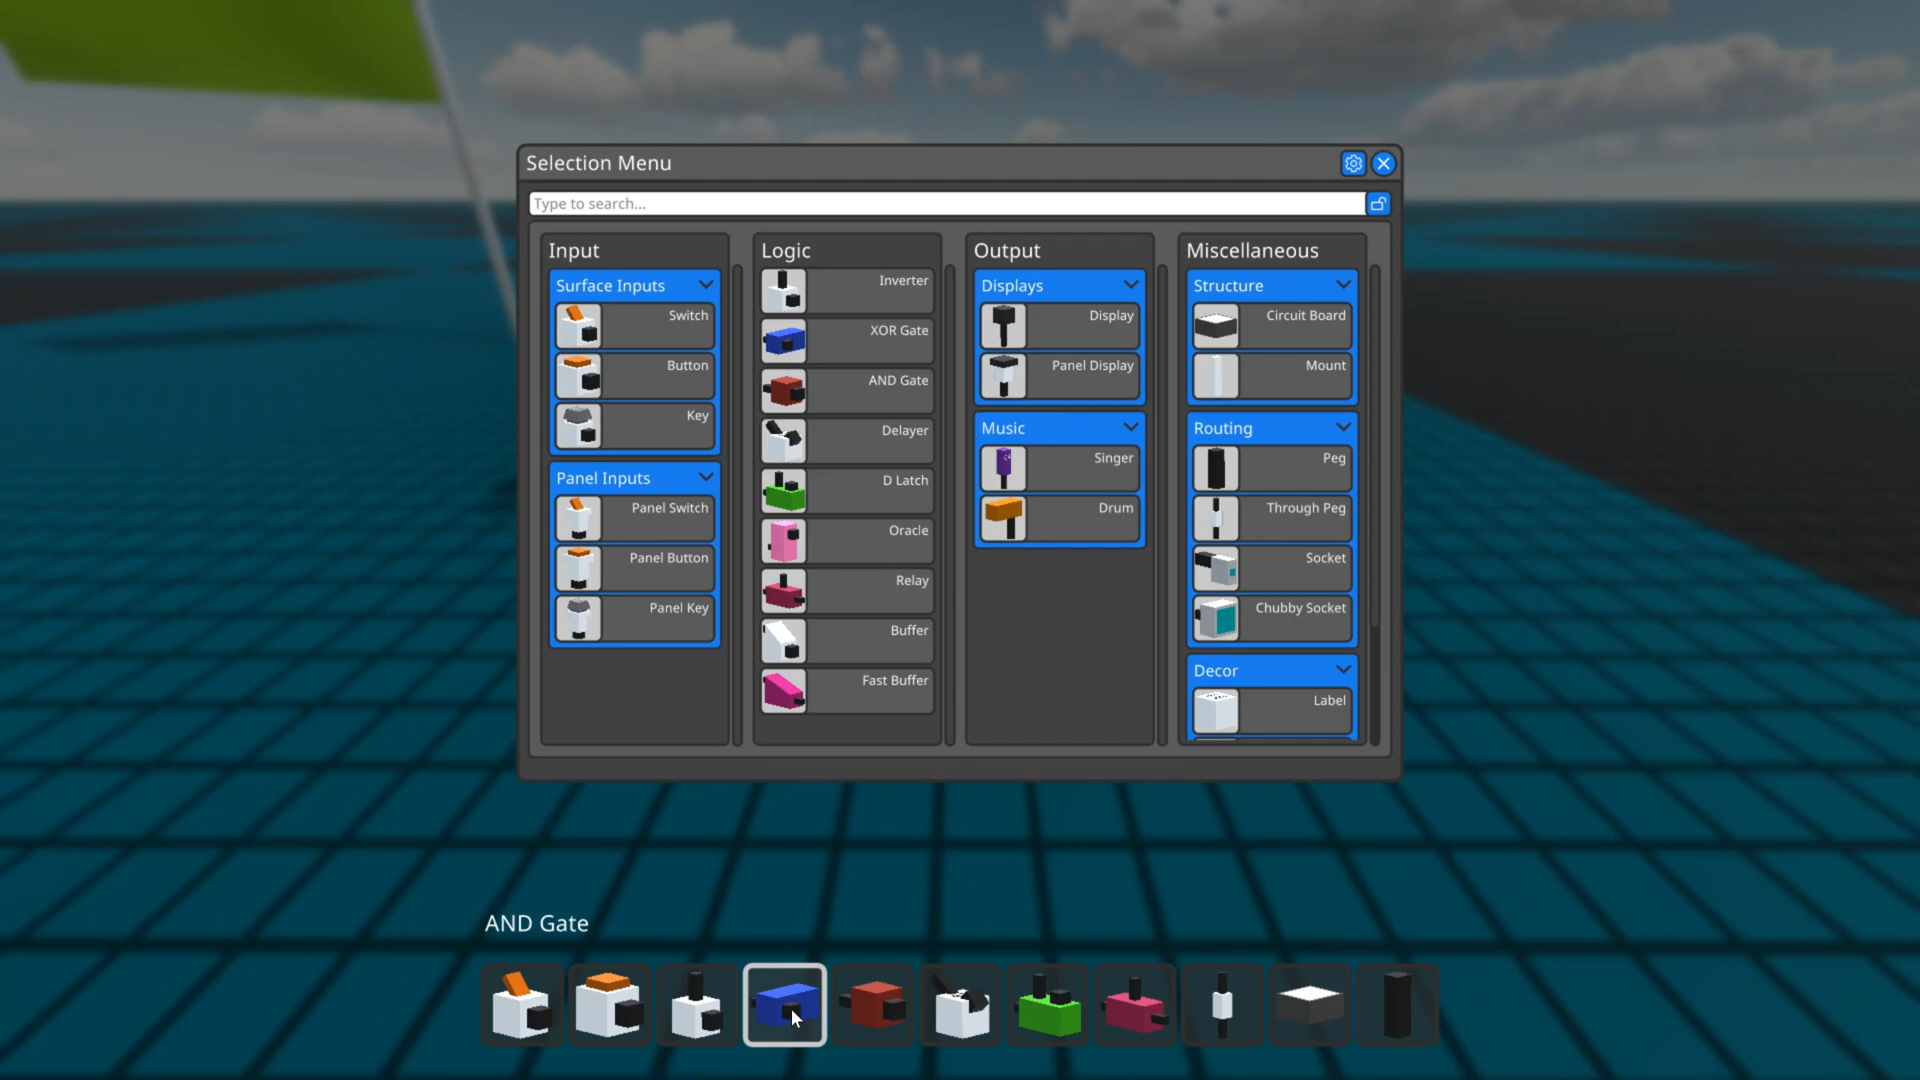 Selection Menu
Type to search...
Input
Surface Inputs
Switch
Button
Key
Panel Inputs
Panel Switch
Panel Button
Panel Key
Logic
Inverter
XOR Gate
AND Gate
Delayer
D Latch
Oracle
Relay
Buffer
Fast Buffer
Output
Displays
Display
Panel Display
Music
Singer
Drum
Miscellaneous
Structure
Circuit Board
Mount
Routing
Peg
Through Peg
Socket
Chubby Socket
Decor
Label
AND Gate